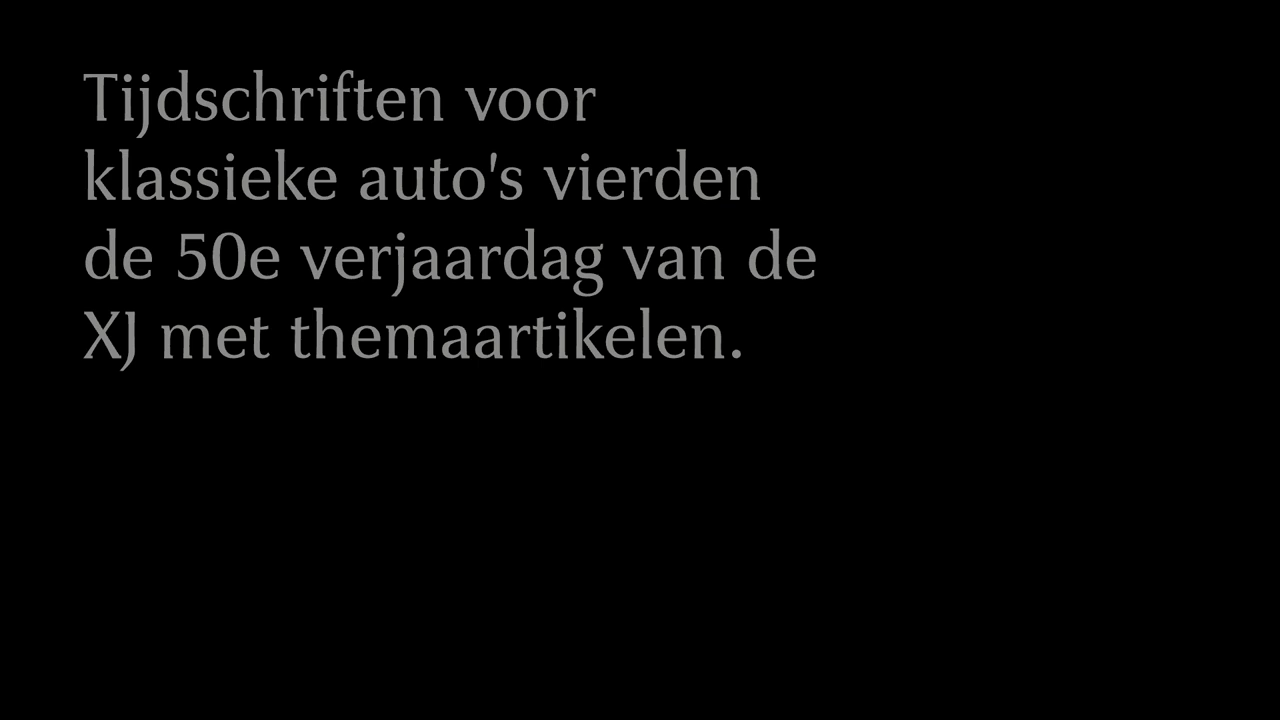 Tijdschriften voor
klassieke auto's vierden
de 50e verjaardag van de
XJ met themaartikelen.